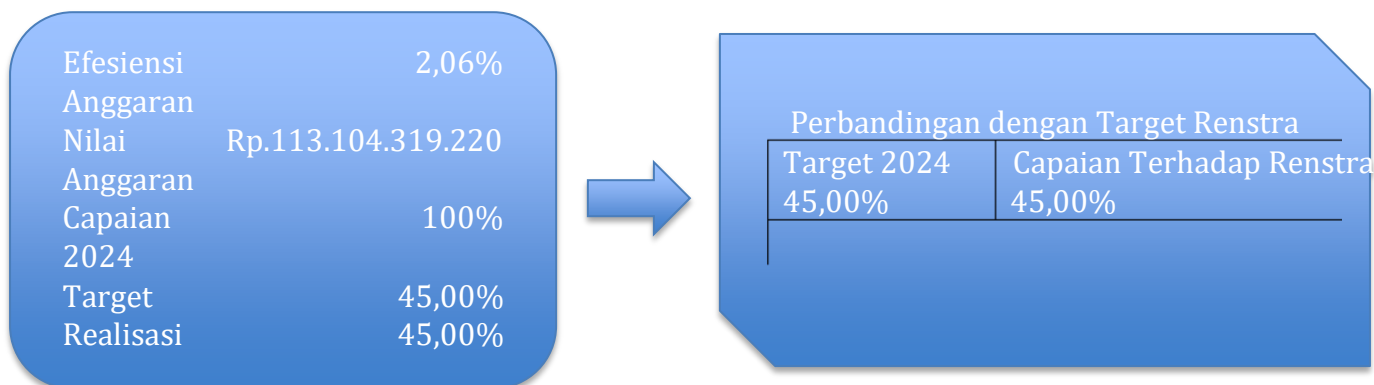 Efesiensi 2,06%
Anggaran
Nilai Rp.113.104.319.220
Anggaran
Capaian 100%
2024
Target 45,00%
Realisasi 45,00%
Perbandingan dengan Target Renstra
Target 2024 Capaian Terhadap Renstra
45,00% 45,00%